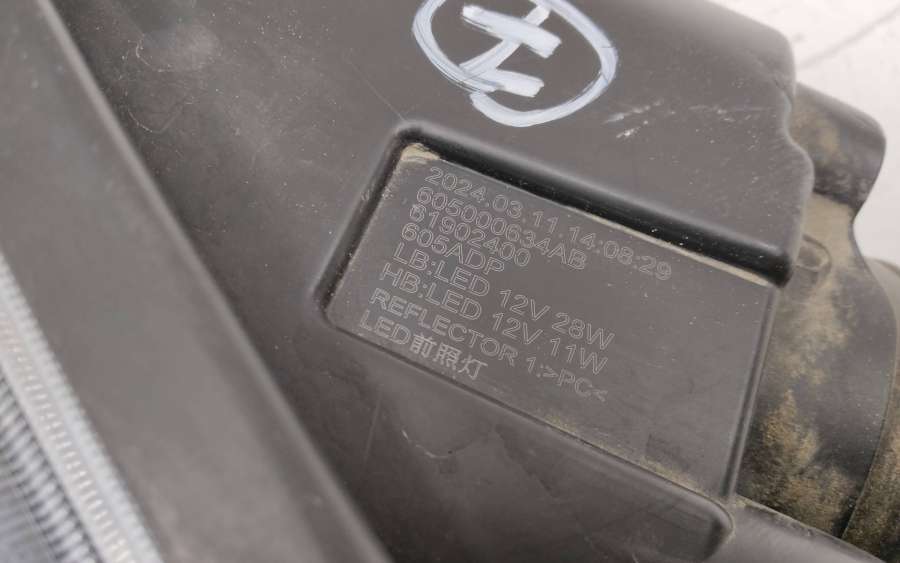 2024.03.11.14:08:29
605000634AB
61902400
605ADP
LB:LED 12V 28W
HB:LED 12V 11W
REFLECTOR 1:>PC<
LED前照灯